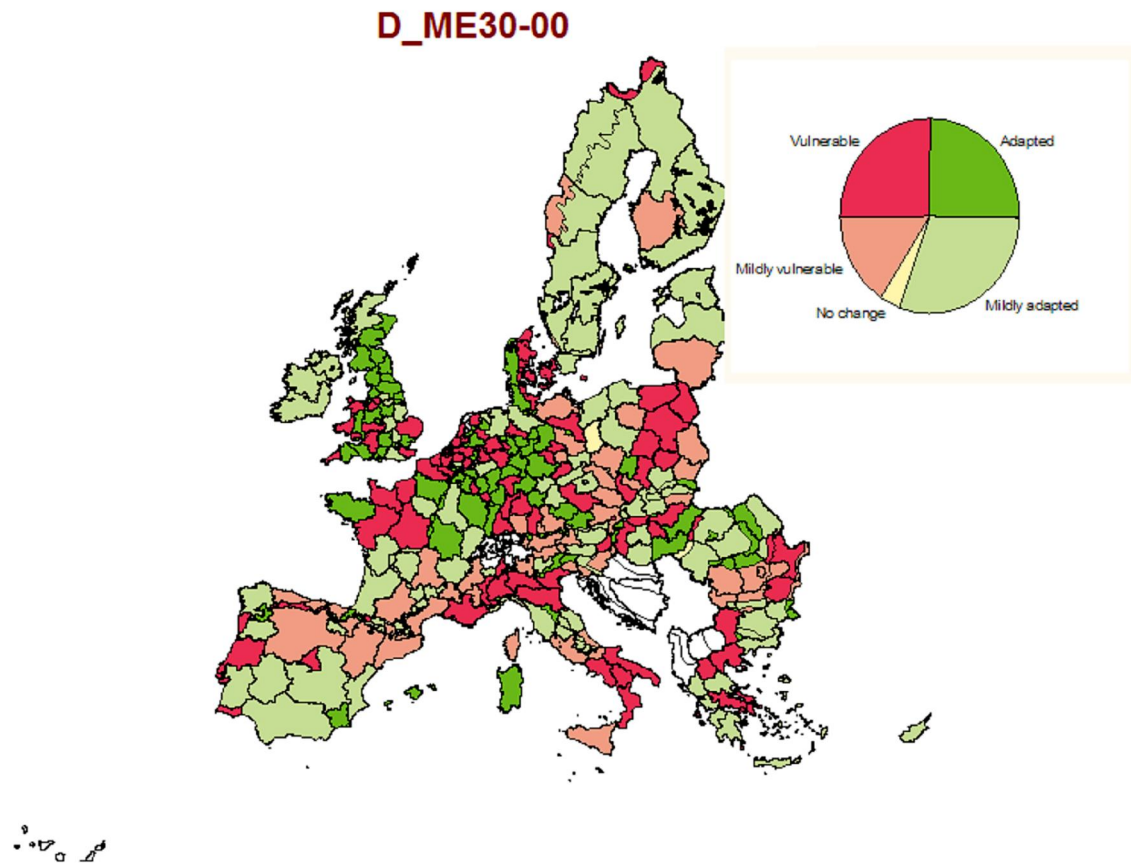 D_ME30-00
Vulnerable
Adapted
Mildly vulnerable
No change
Mildly adapted